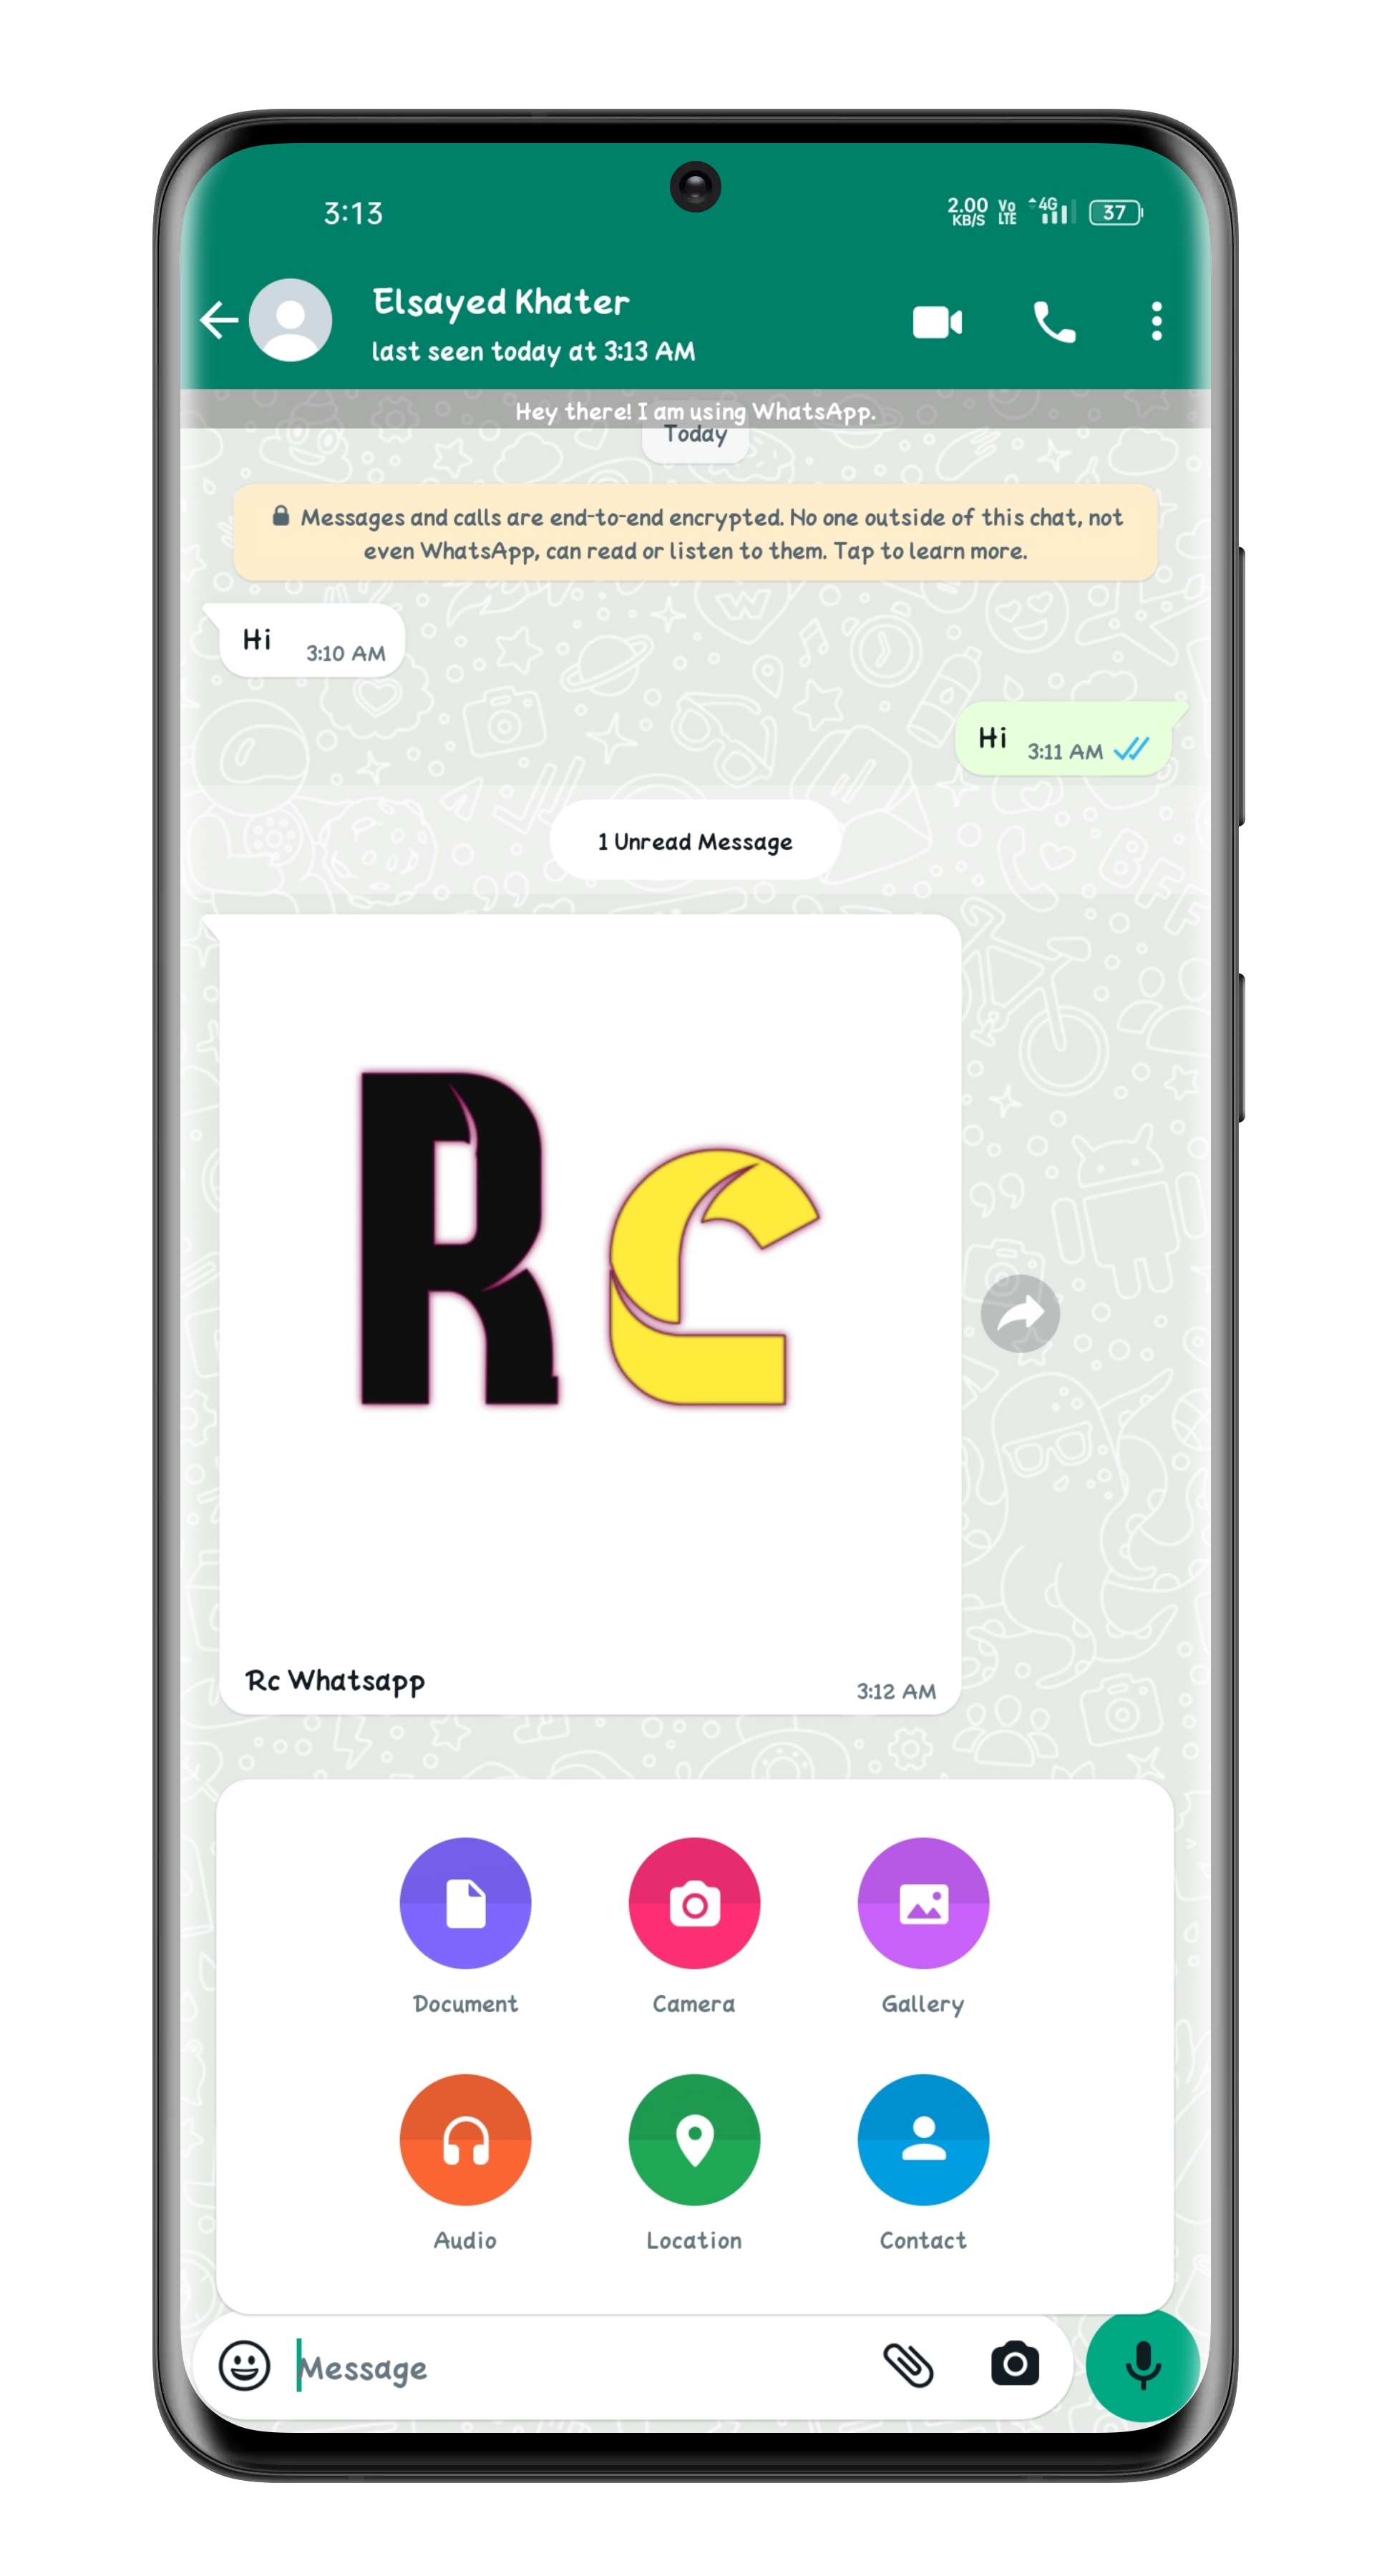 3:13
2.00 KB/S Vo LTE 4G 37
Elsayed Khater
last seen today at 3:13 AM
Hey there! I am using WhatsApp.
Today
Messages and calls are end-to-end encrypted. No one outside of this chat, not
even WhatsApp, can read or listen to them. Tap to learn more.
Hi 3:10 AM
Hi 3:11 AM
1 Unread Message
Rc
Rc Whatsapp 3:12 AM
Document Camera Gallery
Audio Location Contact
Message